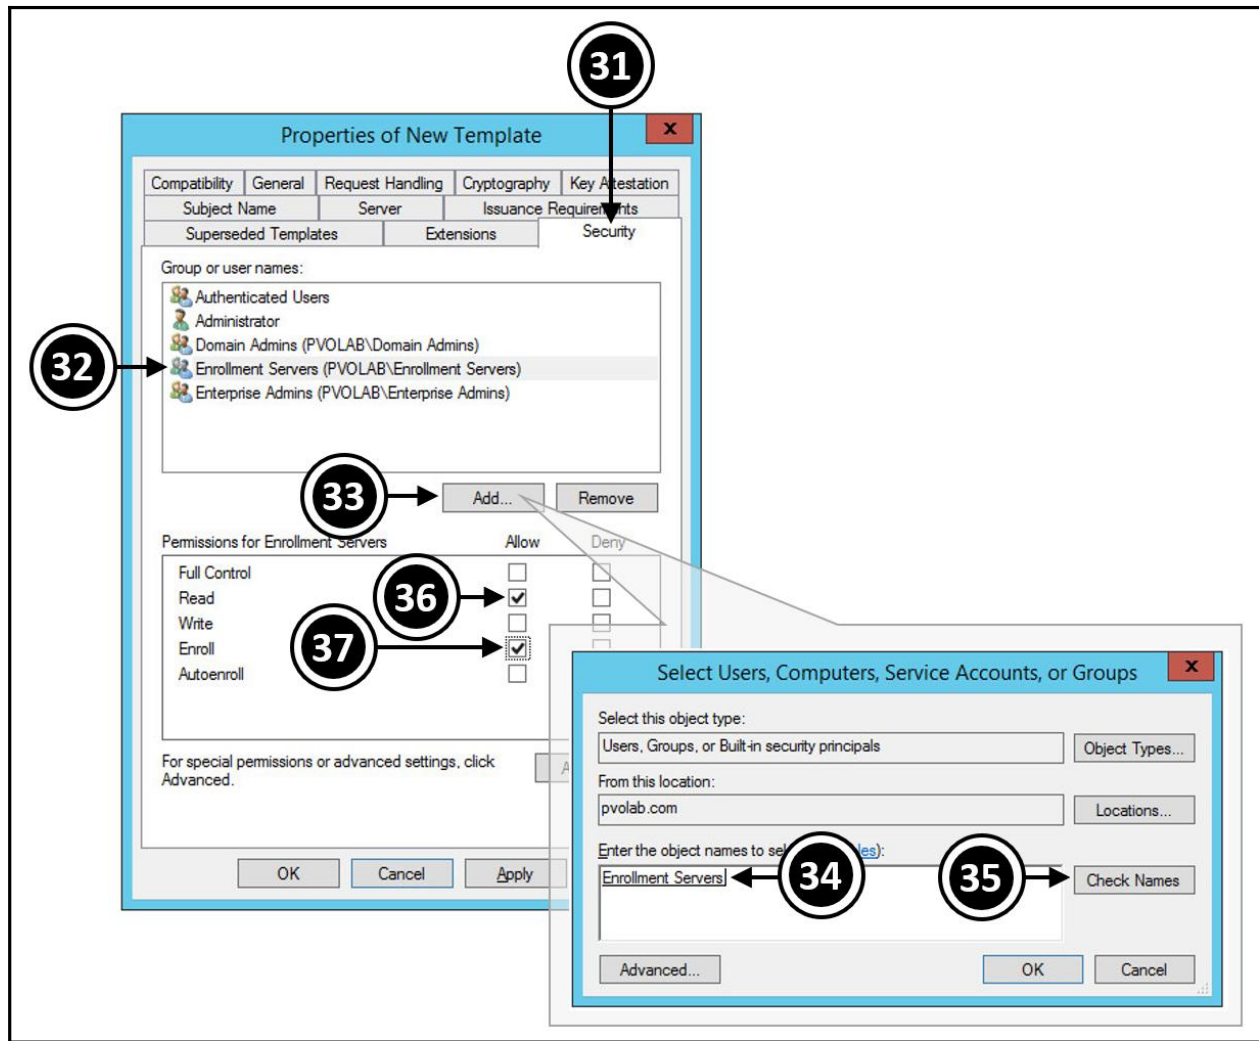 31
Properties of New Template
x
Compatibility General Request Handling Cryptography Key Attestation
Subject Name Server Issuance Requirements
Superseded Templates Extensions Security
Group or user names:
Authenticated Users
Administrator
Domain Admins (PVOLAB\Domain Admins)
32
Enrollment Servers (PVOLAB\Enrollment Servers)
Enterprise Admins (PVOLAB\Enterprise Admins)
33
Add... Remove
Permissions for Enrollment Servers Allow Deny
Full Control
Read
36
Write
Enroll
37
Autoenroll
For special permissions or advanced settings, click
Advanced.
OK Cancel Apply
Select Users, Computers, Service Accounts, or Groups
x
Select this object type:
Users, Groups, or Built-in security principals Object Types...
From this location:
pvolab.com Locations...
Enter the object names to
Enrollment Servers 34 35 Check Names
Advanced... OK Cancel